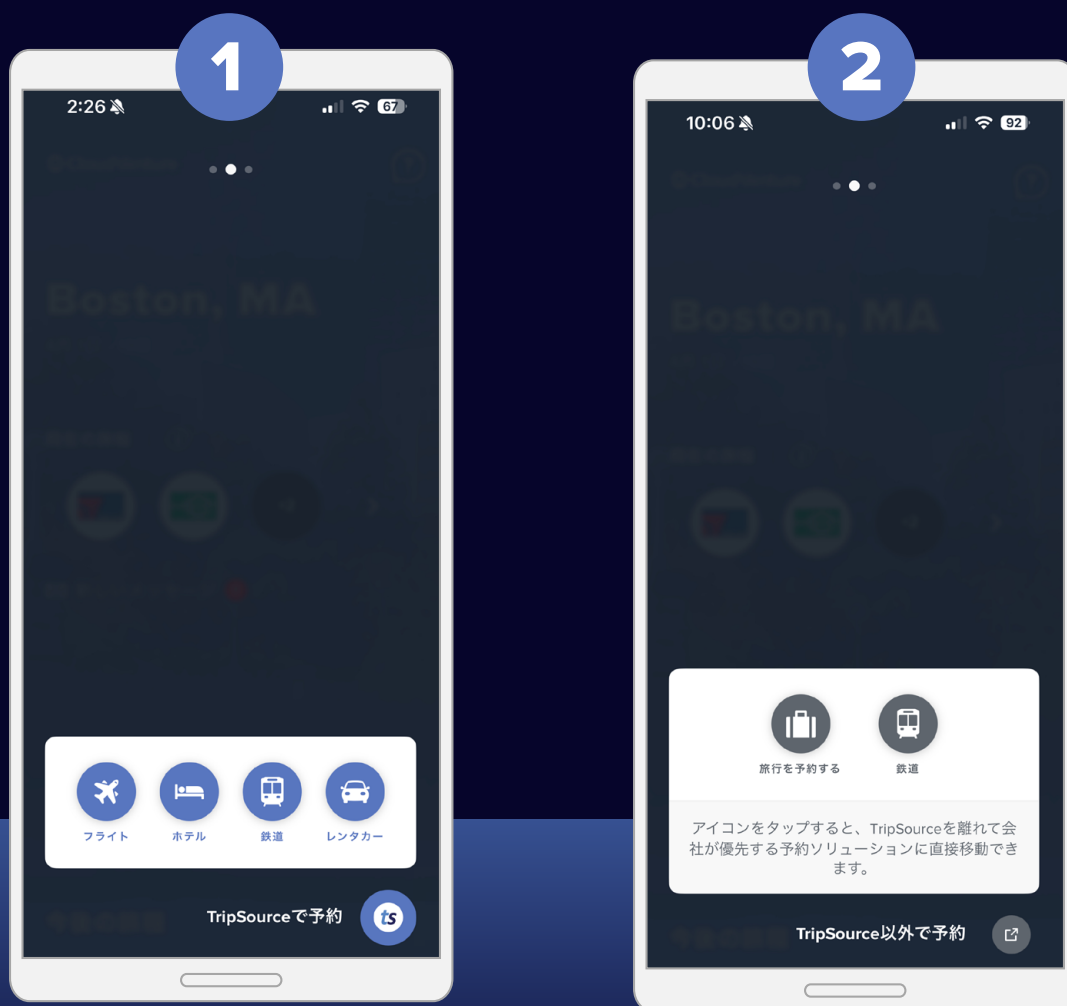 1
2:26
67
Boston, MA
フライト
ホテル
鉄道
レンタカー
TripSourceで予約
ts
2
10:06
92
Boston, MA
旅行を予約する
鉄道
アイコンをタップすると、TripSourceを離れて会
社が優先する予約ソリューションに直接移動でき
ます。
TripSource以外で予約